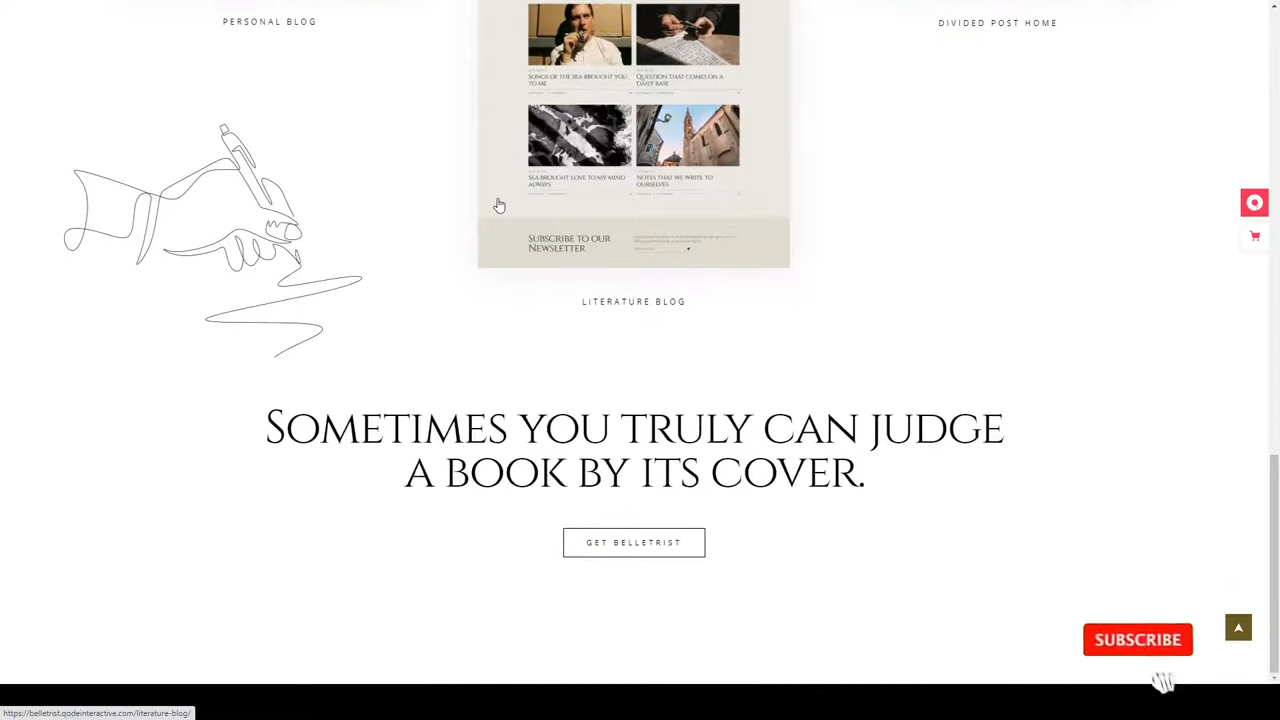 PERSONAL BLOG
DIVIDED POST HOME
SONGS OF THE SEA BROUGHT YOU
TO ME
QUESTION THAT COMES ON A
DAILY BASE
SEA BROUGHT LOVE TO MY MIND
ALWAYS
NOTES THAT WE WRITE TO
OURSELVES
SUBSCRIBE TO OUR
NEWSLETTER
LITERATURE BLOG
SOMETIMES YOU TRULY CAN JUDGE
A BOOK BY ITS COVER.
GET BELLETRIST
SUBSCRIBE
https://belletrist.qodeinteractive.com/literature-blog/